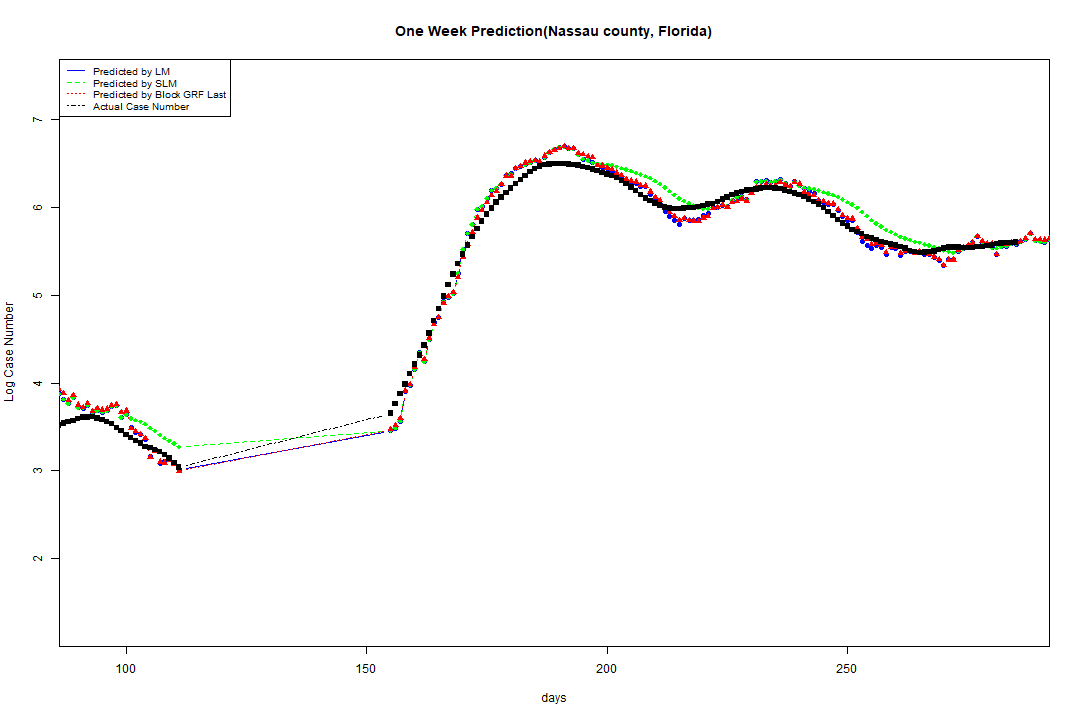 One Week Prediction(Nassau county, Florida)
Predicted by LM
Predicted by SLM
Predicted by Block GRF Last
Actual Case Number
7
6
5
4
3
2
Log Case Number
100 150 200 250
days